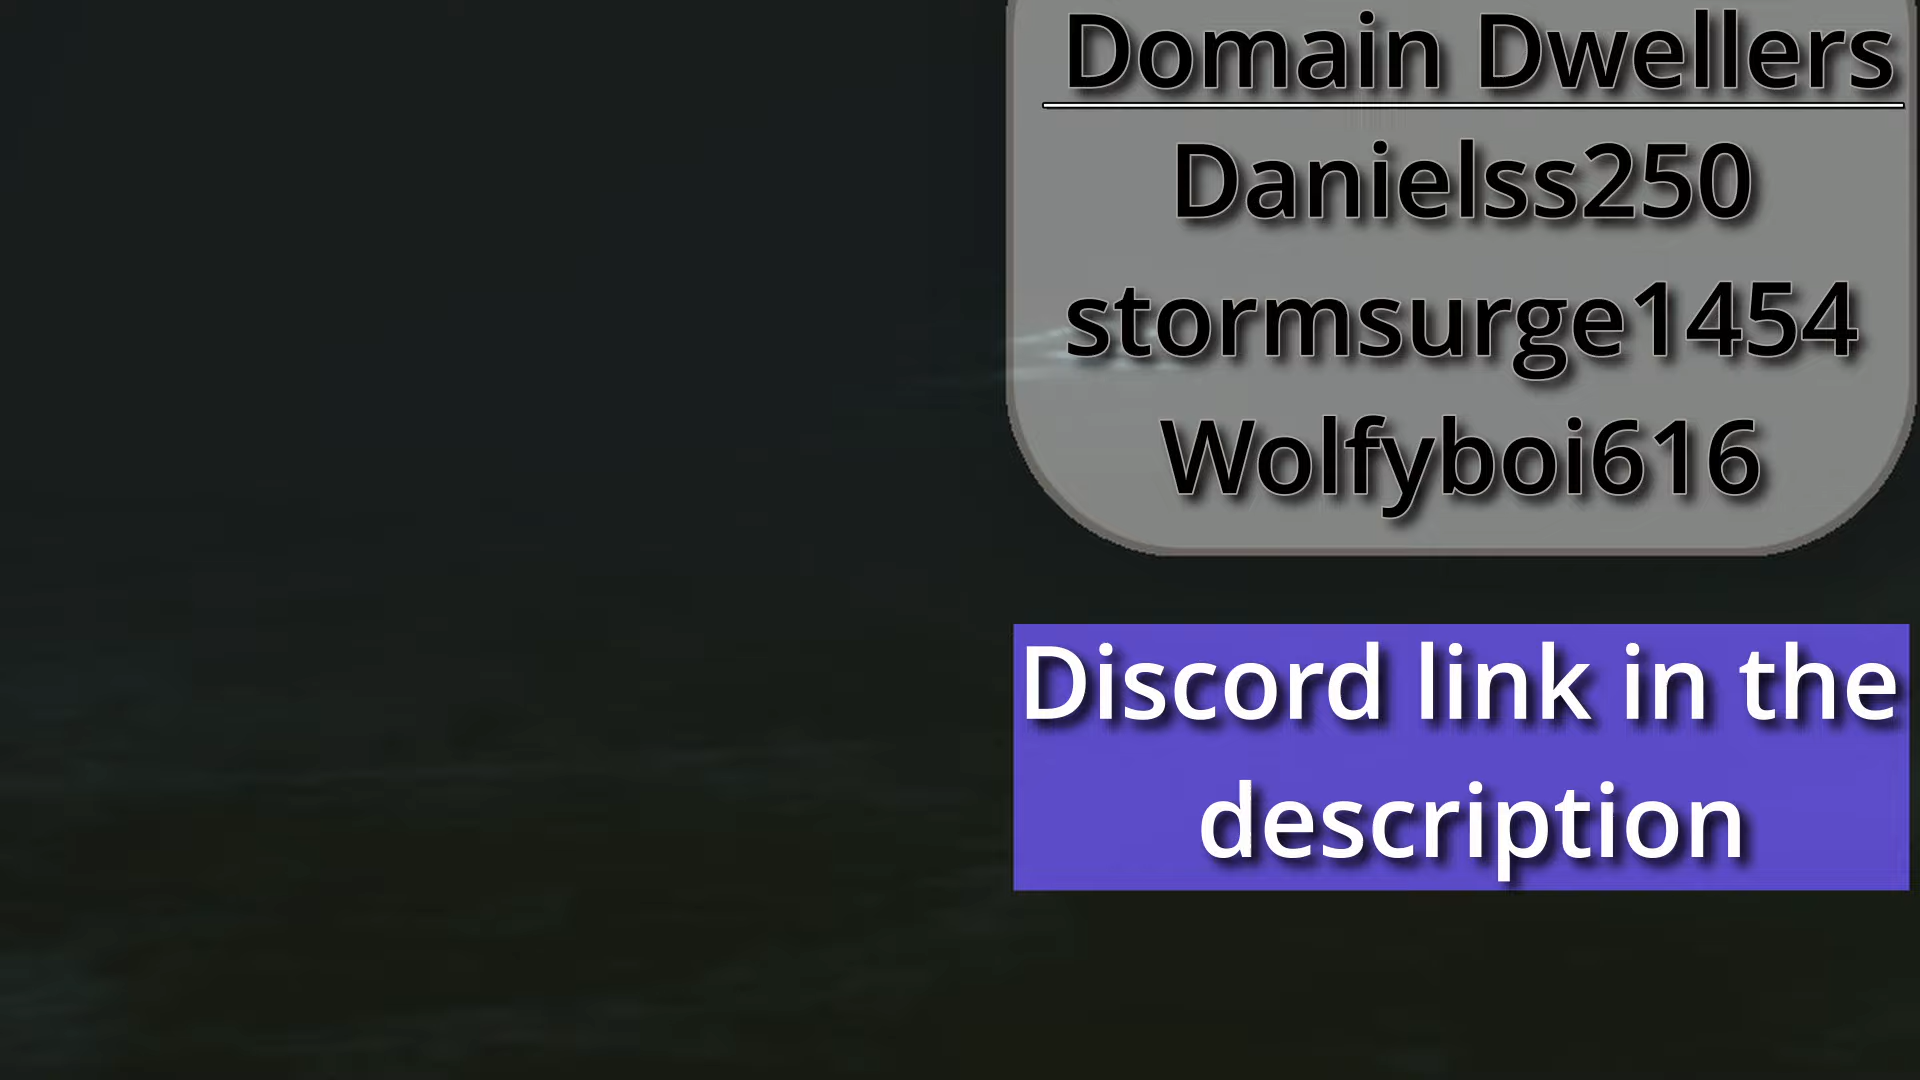 Domain Dwellers
Danielss250
stormsurge1454
Wolfyboi616
Discord link in the
description